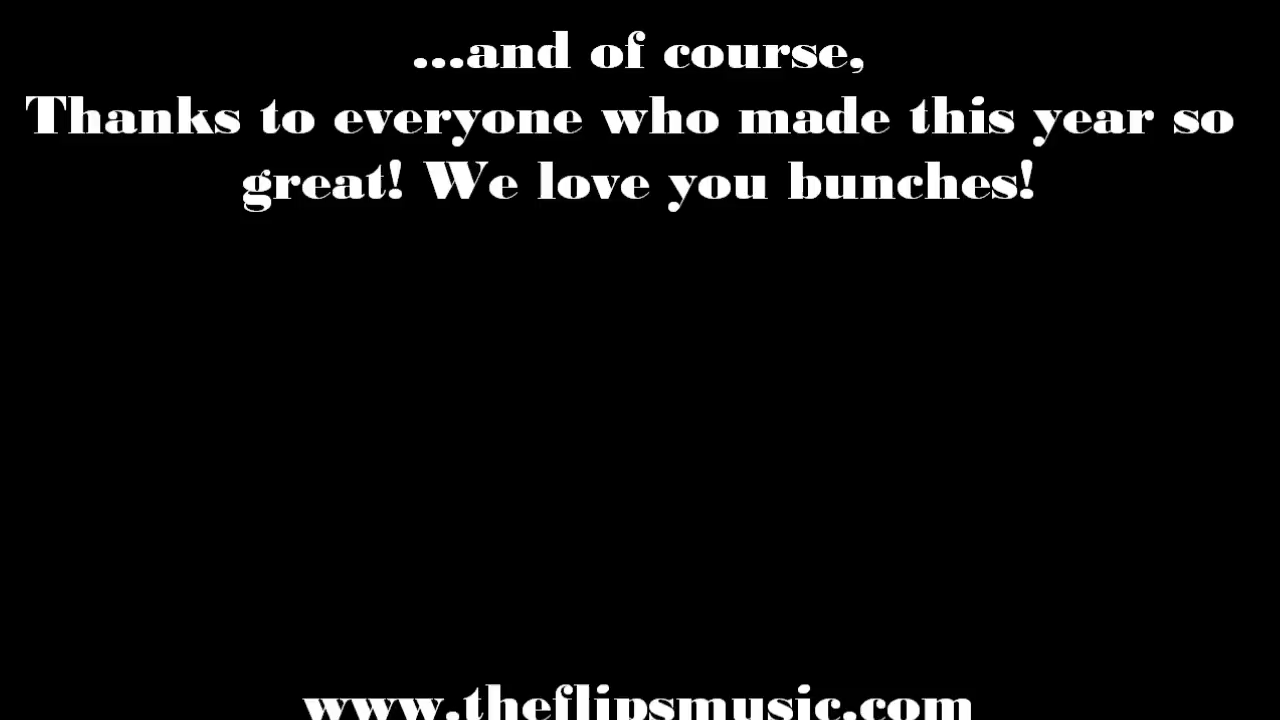 ...and of course,
Thanks to everyone who made this year so
great! We love you bunches!
www.theflipsmusic.com